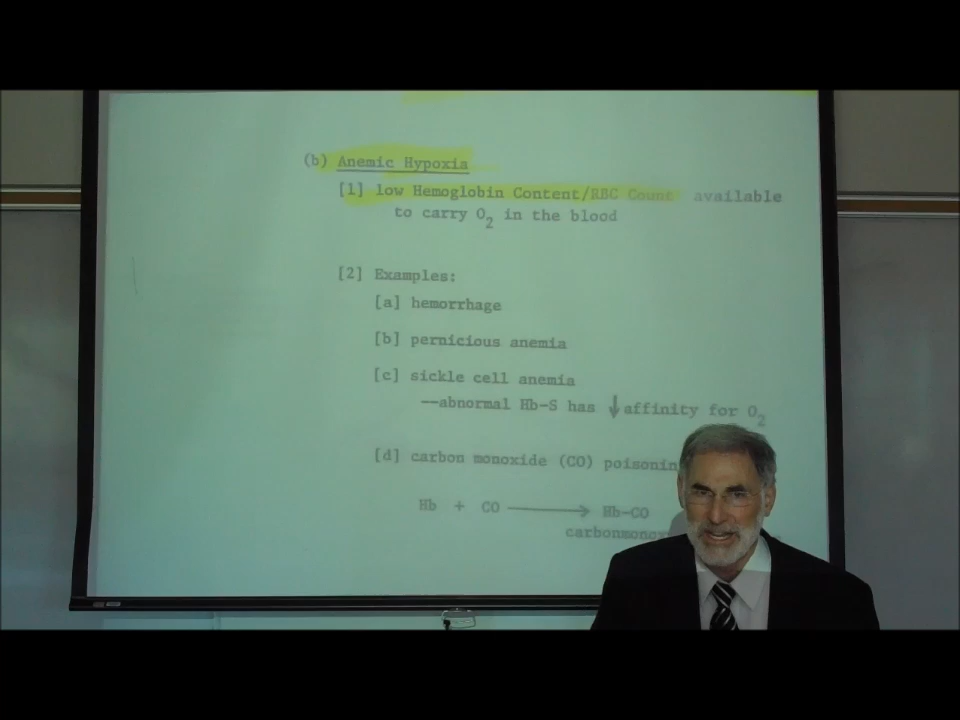 (b) Anemic Hypoxia
[1] low Hemoglobin Content/RBC Count available
to carry O2 in the blood
[2] Examples:
[a] hemorrhage
[b] pernicious anemia
[c] sickle cell anemia
—abnormal Hb-S has ↓ affinity for O2
[d] carbon monoxide (CO) poisonin
Hb + CO ⟶ Hb-CO
carbonmonox